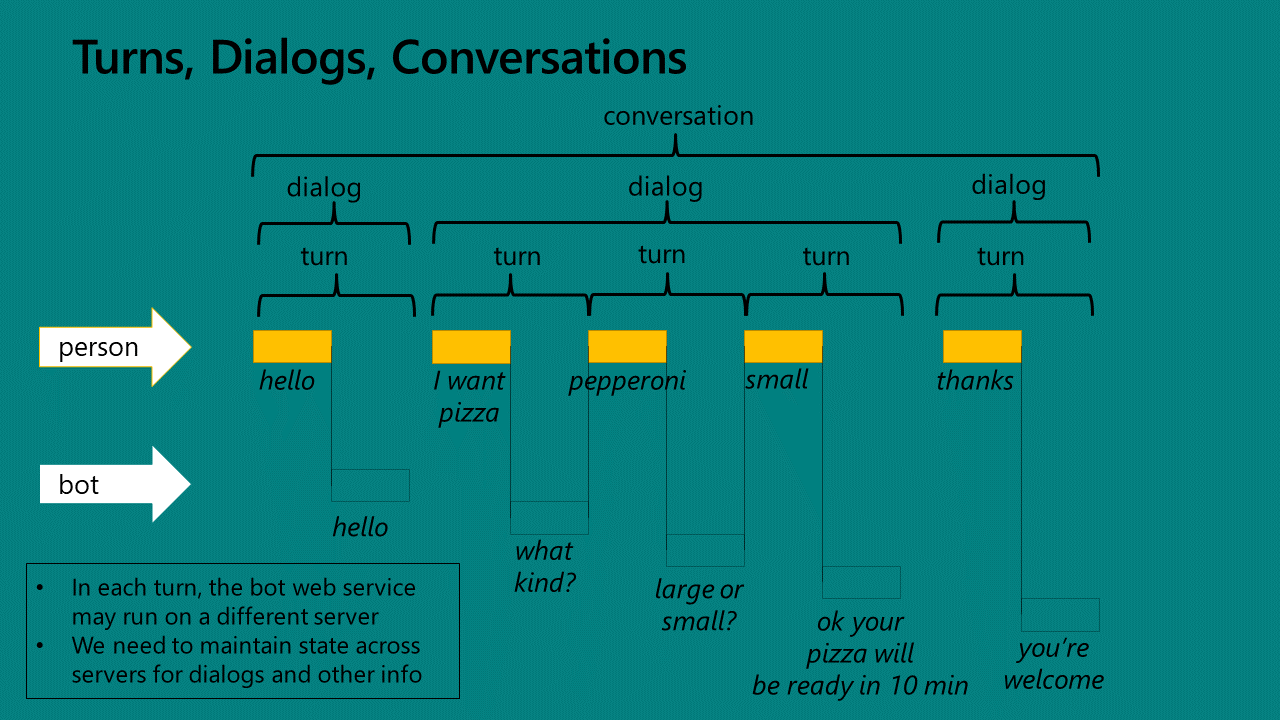 Turns, Dialogs, Conversations
conversation
dialog
dialog
dialog
turn
turn
turn
turn
turn
person
hello
I want
pizza
pepperoni
small
thanks
bot
hello
what
kind?
large or
small?
ok your
pizza will
be ready in 10 min
you’re
welcome
• In each turn, the bot web service
may run on a different server
• We need to maintain state across
servers for dialogs and other info